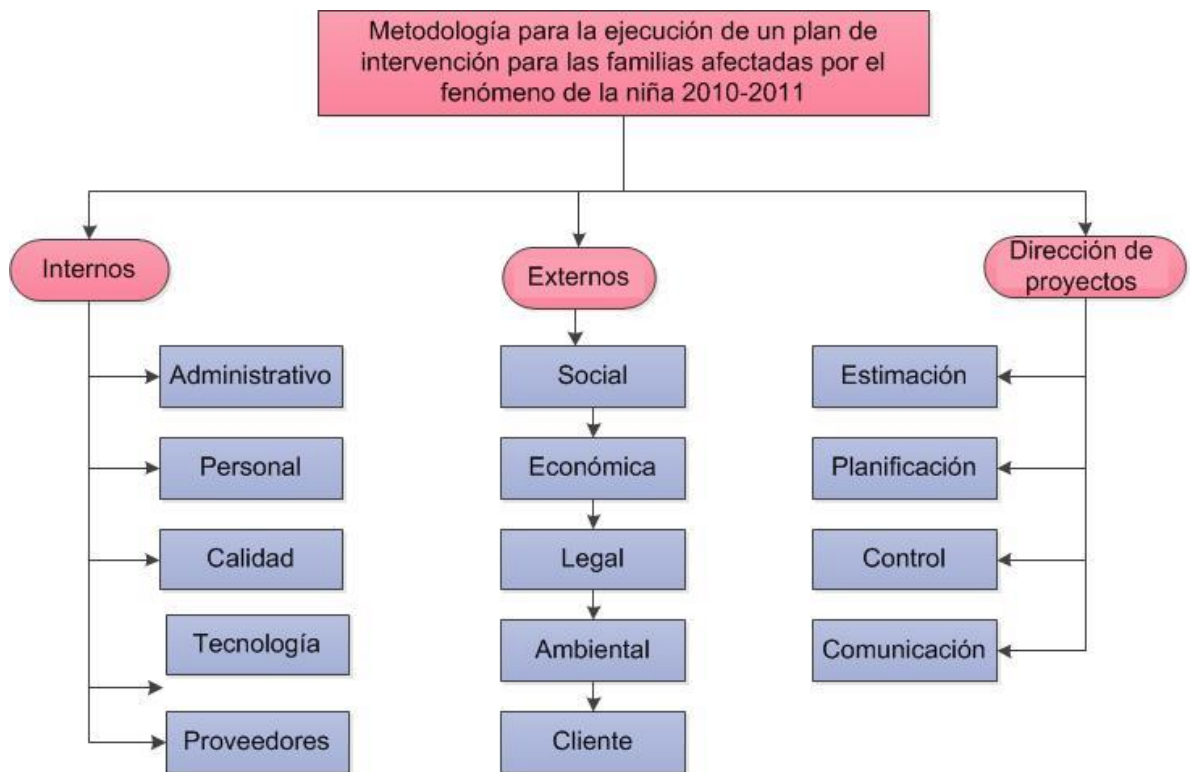 Metodología para la ejecución de un plan de
intervención para las familias afectadas por el
fenómeno de la niña 2010-2011
Internos
Externos
Dirección de
proyectos
Administrativo
Personal
Calidad
Tecnología
Proveedores
Social
Económica
Legal
Ambiental
Cliente
Estimación
Planificación
Control
Comunicación